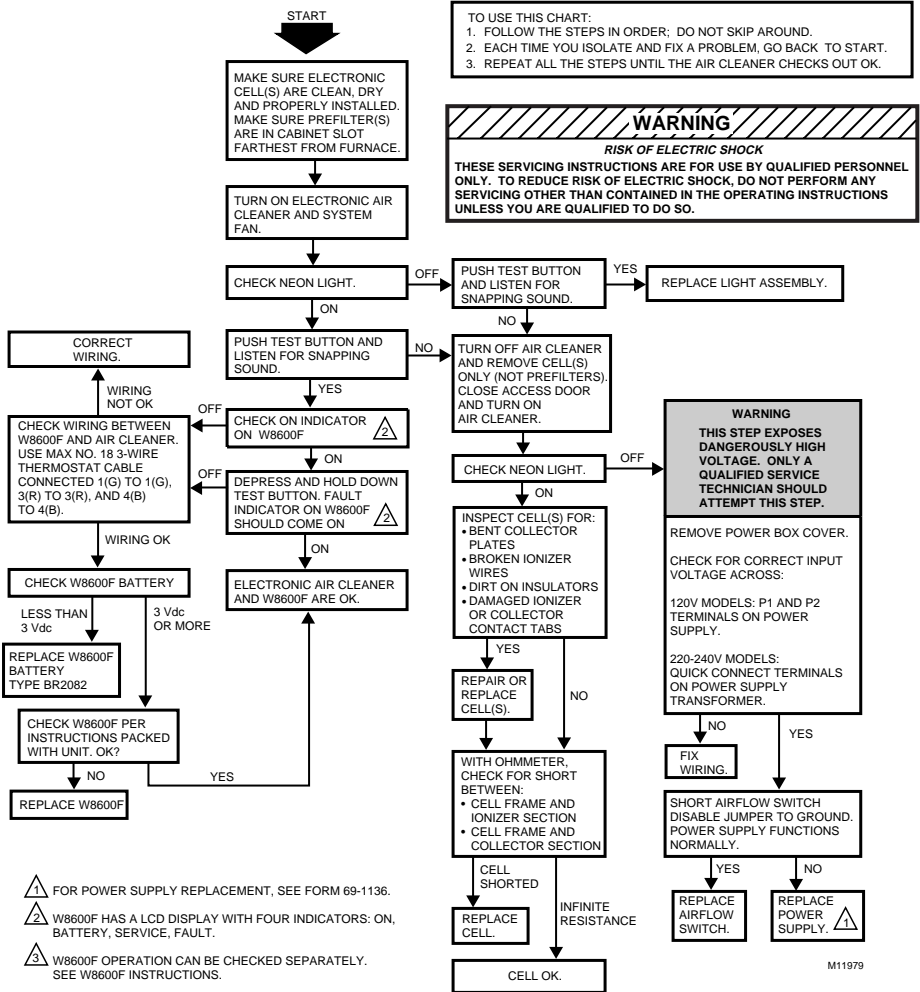 START
TO USE THIS CHART:
1. FOLLOW THE STEPS IN ORDER; DO NOT SKIP AROUND.
2. EACH TIME YOU ISOLATE AND FIX A PROBLEM, GO BACK TO START.
3. REPEAT ALL THE STEPS UNTIL THE AIR CLEANER CHECKS OUT OK.
WARNING
RISK OF ELECTRIC SHOCK
THESE SERVICING INSTRUCTIONS ARE FOR USE BY QUALIFIED PERSONNEL
ONLY. TO REDUCE RISK OF ELECTRIC SHOCK, DO NOT PERFORM ANY
SERVICING OTHER THAN CONTAINED IN THE OPERATING INSTRUCTIONS
UNLESS YOU ARE QUALIFIED TO DO SO.
MAKE SURE ELECTRONIC
CELL(S) ARE CLEAN, DRY
AND PROPERLY INSTALLED.
MAKE SURE PREFILTER(S)
ARE IN CABINET SLOT
FARTHEST FROM FURNACE.
TURN ON ELECTRONIC AIR
CLEANER AND SYSTEM
FAN.
CHECK NEON LIGHT.
OFF
PUSH TEST BUTTON
AND LISTEN FOR
SNAPPING SOUND.
YES
REPLACE LIGHT ASSEMBLY.
ON
NO
PUSH TEST BUTTON AND
LISTEN FOR SNAPPING
SOUND.
NO
TURN OFF AIR CLEANER
AND REMOVE CELL(S)
ONLY (NOT PREFILTERS).
CLOSE ACCESS DOOR
AND TURN ON
AIR CLEANER.
YES
CORRECT
WIRING.
WIRING
NOT OK
CHECK ON INDICATOR
ON W8600F
2
OFF
CHECK WIRING BETWEEN
W8600F AND AIR CLEANER.
USE MAX NO. 18 3-WIRE
THERMOSTAT CABLE
CONNECTED 1(G) TO 1(G),
3(R) TO 3(R), AND 4(B)
TO 4(B).
ON
OFF
DEPRESS AND HOLD DOWN
TEST BUTTON. FAULT
INDICATOR ON W8600F
SHOULD COME ON
2
ON
ELECTRONIC AIR CLEANER
AND W8600F ARE OK.
WIRING OK
CHECK W8600F BATTERY
LESS THAN
3 Vdc
3 Vdc
OR MORE
REPLACE W8600F
BATTERY
TYPE BR2082
CHECK W8600F PER
INSTRUCTIONS PACKED
WITH UNIT. OK?
NO
YES
REPLACE W8600F
CHECK NEON LIGHT.
OFF
ON
INSPECT CELL(S) FOR:
• BENT COLLECTOR
PLATES
• BROKEN IONIZER
WIRES
• DIRT ON INSULATORS
• DAMAGED IONIZER
OR COLLECTOR
CONTACT TABS
YES
NO
REPAIR OR
REPLACE
CELL(S).
WITH OHMMETER,
CHECK FOR SHORT
BETWEEN:
• CELL FRAME AND
IONIZER SECTION
• CELL FRAME AND
COLLECTOR SECTION
CELL
SHORTED
INFINITE
RESISTANCE
REPLACE
CELL.
CELL OK.
WARNING
THIS STEP EXPOSES
DANGEROUSLY HIGH
VOLTAGE. ONLY A
QUALIFIED SERVICE
TECHNICIAN SHOULD
ATTEMPT THIS STEP.
REMOVE POWER BOX COVER.
CHECK FOR CORRECT INPUT
VOLTAGE ACROSS:
120V MODELS: P1 AND P2
TERMINALS ON POWER
SUPPLY.
220-240V MODELS:
QUICK CONNECT TERMINALS
ON POWER SUPPLY
TRANSFORMER.
NO
YES
FIX
WIRING.
SHORT AIRFLOW SWITCH
DISABLE JUMPER TO GROUND.
POWER SUPPLY FUNCTIONS
NORMALLY.
YES
NO
REPLACE
AIRFLOW
SWITCH.
REPLACE
POWER
SUPPLY.
1
1 FOR POWER SUPPLY REPLACEMENT, SEE FORM 69-1136.
2 W8600F HAS A LCD DISPLAY WITH FOUR INDICATORS: ON,
BATTERY, SERVICE, FAULT.
3 W8600F OPERATION CAN BE CHECKED SEPARATELY.
SEE W8600F INSTRUCTIONS.
M11979